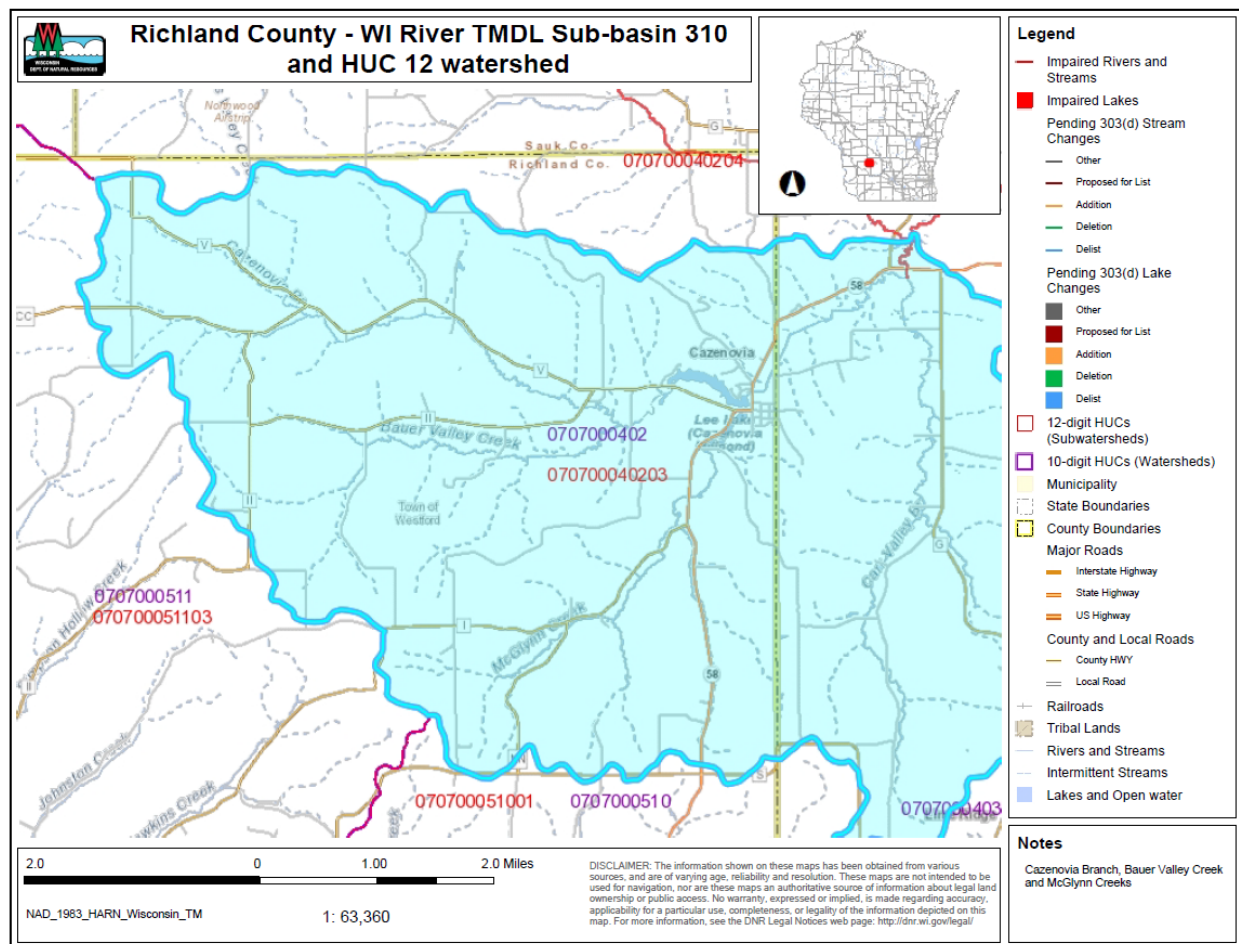 WISCONSIN
DEPT. OF NATURAL RESOURCES
Richland County - WI River TMDL Sub-basin 310
and HUC 12 watershed
Northwood
Airstrip
G
Sauk Co.
Richland Co.
070700040204
V
58
CC
Cazenovia
V
II
Bauer Valley Creek
0707000402
Lee Lake
(Cazenovia
070700040203
II
Town of
Westford
G
0707000511
070700051103
I
McGlynn Creek
58
II
Johnston Creek
N
S
070700051001
0707000510
0707000403
Creek
2.0
0
1.00
2.0 Miles
NAD_1983_HARN_Wisconsin_TM
1: 63,360
DISCLAIMER: The information shown on these maps has been obtained from various
sources, and are of varying age, reliability and resolution. These maps are not intended to be
used for navigation, nor are these maps an authoritative source of information about legal land
ownership or public access. No warranty, expressed or implied, is made regarding accuracy,
applicability for a particular use, completeness, or legality of the information depicted on this
map. For more information, see the DNR Legal Notices web page: http://dnr.wi.gov/legal/
Legend
Impaired Rivers and
Streams
Impaired Lakes
Pending 303(d) Stream
Changes
Other
Proposed for List
Addition
Deletion
Delist
Pending 303(d) Lake
Changes
Other
Proposed for List
Addition
Deletion
Delist
12-digit HUCs
(Subwatersheds)
10-digit HUCs (Watersheds)
Municipality
State Boundaries
County Boundaries
Major Roads
Interstate Highway
State Highway
US Highway
County and Local Roads
County HWY
Local Road
Railroads
Tribal Lands
Rivers and Streams
Intermittent Streams
Lakes and Open water
Notes
Cazenovia Branch, Bauer Valley Creek
and McGlynn Creeks